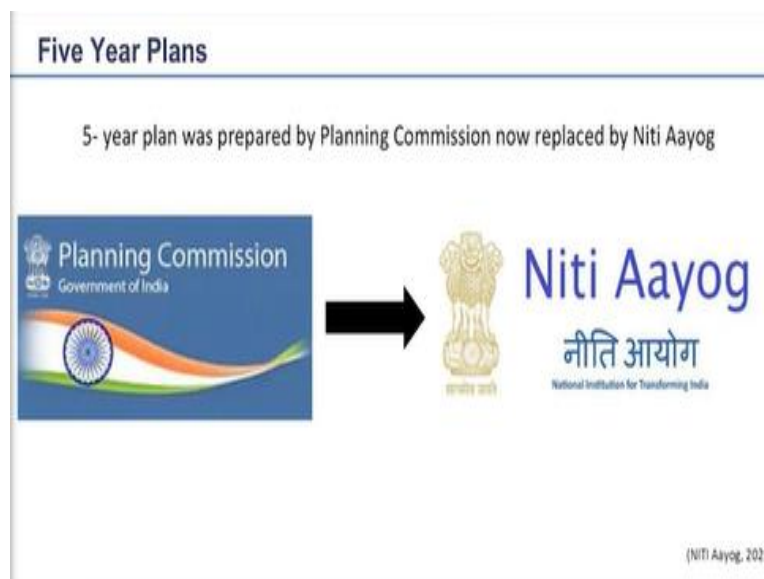 Five Year Plans
5- year plan was prepared by Planning Commission now replaced by Niti Aayog
Planning Commission
Government of India
Niti Aayog
नीति आयोग
National Institution for Transforming India
(NITI Aayog, 202